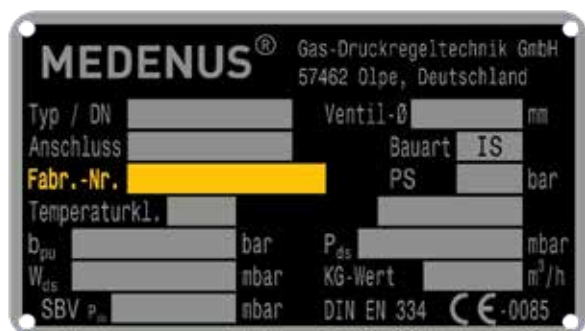 MEDENUS® Gas-Druckregeltechnik GmbH
57462 Olpe, Deutschland
Typ / DN Ventil-Ø mm
Anschluss Bauart IS
Fabr.-Nr. PS bar
Temperaturkl.
bpu bar Pds mbar
Wds mbar KG-Wert m³/h
SBV mbar DIN EN 334 CE-0085